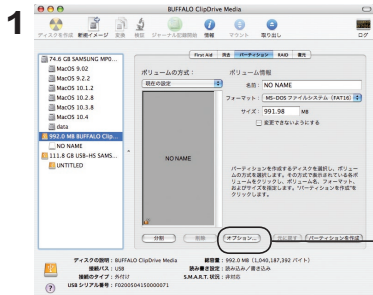 1
BUFFALO ClipDrive Media
ディスクを作成 新規イメージ 変換 検証 ジャーナル記録開始 情報 マウント 取り出し ログ
First Aid 消去 パーティション RAID 復元
74.6 GB SAMSUNG MP0...
MacOS 9.02
MacOS 9.2.2
MacOS 10.1.2
MacOS 10.2.8
MacOS 10.3.8
MacOS 10.4
data
992.0 MB BUFFALO Clip...
NO NAME
111.8 GB USB-HS SAMS...
UNTITLED
ボリュームの方式：
現在の設定
NO NAME
ボリューム情報
名前： NO NAME
フォーマット： MS-DOS ファイルシステム（FAT16）
サイズ： 991.98 MB
変更できないようにする
パーティションを作成するディスクを選択し、ボリュー
ムの方式を選択します。その方式で表示されている各ボ
リュームをクリックし、ボリューム名、フォーマット、
およびサイズを指定します。"パーティションを作成"を
クリックします。
分割 削除 オプション... 元に戻す パーティションを作成
ディスクの説明：BUFFALO ClipDrive Media
総容量：992.0 MB（1,040,187,392 バイト）
接続バス：USB
読み書き設定：読み込み／書き込み
接続のタイプ：外付け
S.M.A.R.T. 状況：非対応
USB シリアル番号：F0200504150000071
?